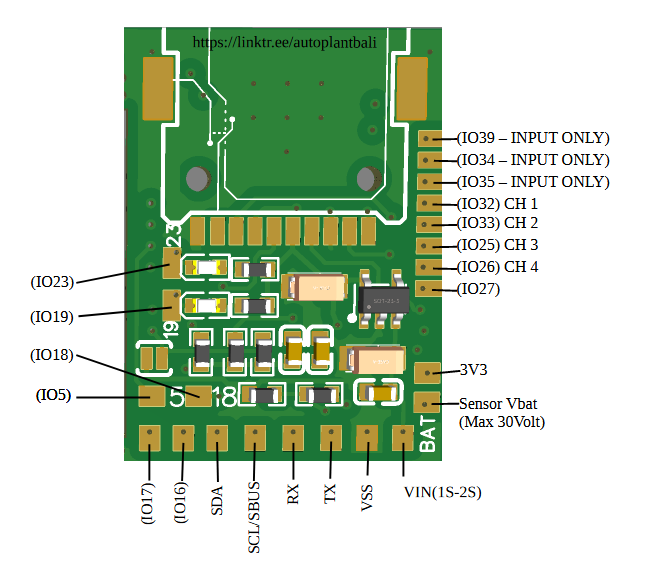 https://linktr.ee/autoplantbali
(IO39 – INPUT ONLY)
(IO34 – INPUT ONLY)
(IO35 – INPUT ONLY)
(IO32) CH 1
(IO33) CH 2
(IO25) CH 3
(IO26) CH 4
(IO27)
23
(IO23)
(IO19)
19
(IO18)
(IO5)
5
18
3V3
Sensor Vbat
(Max 30Volt)
BAT
(IO17)
(IO16)
SDA
SCL/SBUS
RX
TX
VSS
VIN(1S-2S)